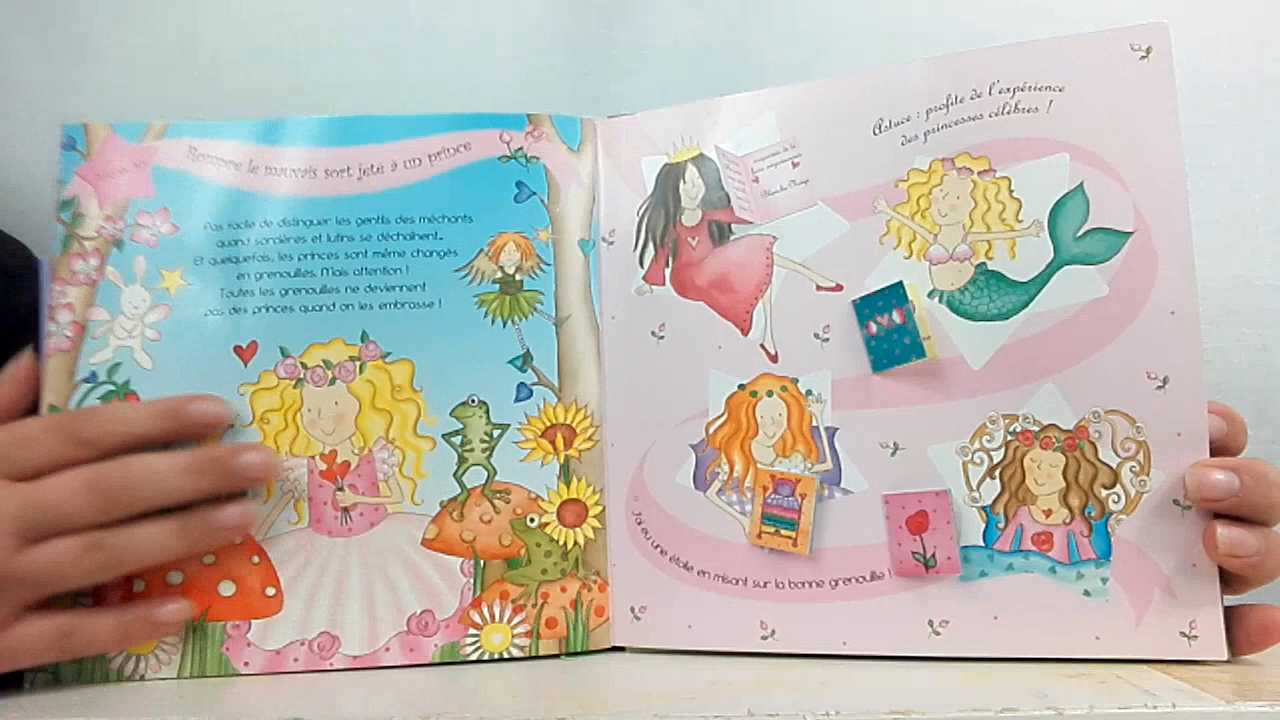 Rompre le mauvais sort jeté à un prince
Pas facile de distinguer les gentils des méchants
quand sorcières et lutins se déchaînent...
Et quelquefois, les princes sont même changés
en grenouilles. Mais attention !
Toutes les grenouilles ne deviennent
pas des princes quand on les embrasse !
Astuce : profite de l'expérience
des princesses célèbres !
Blanche Neige
J'ai eu une étoile en misant sur la bonne grenouille !